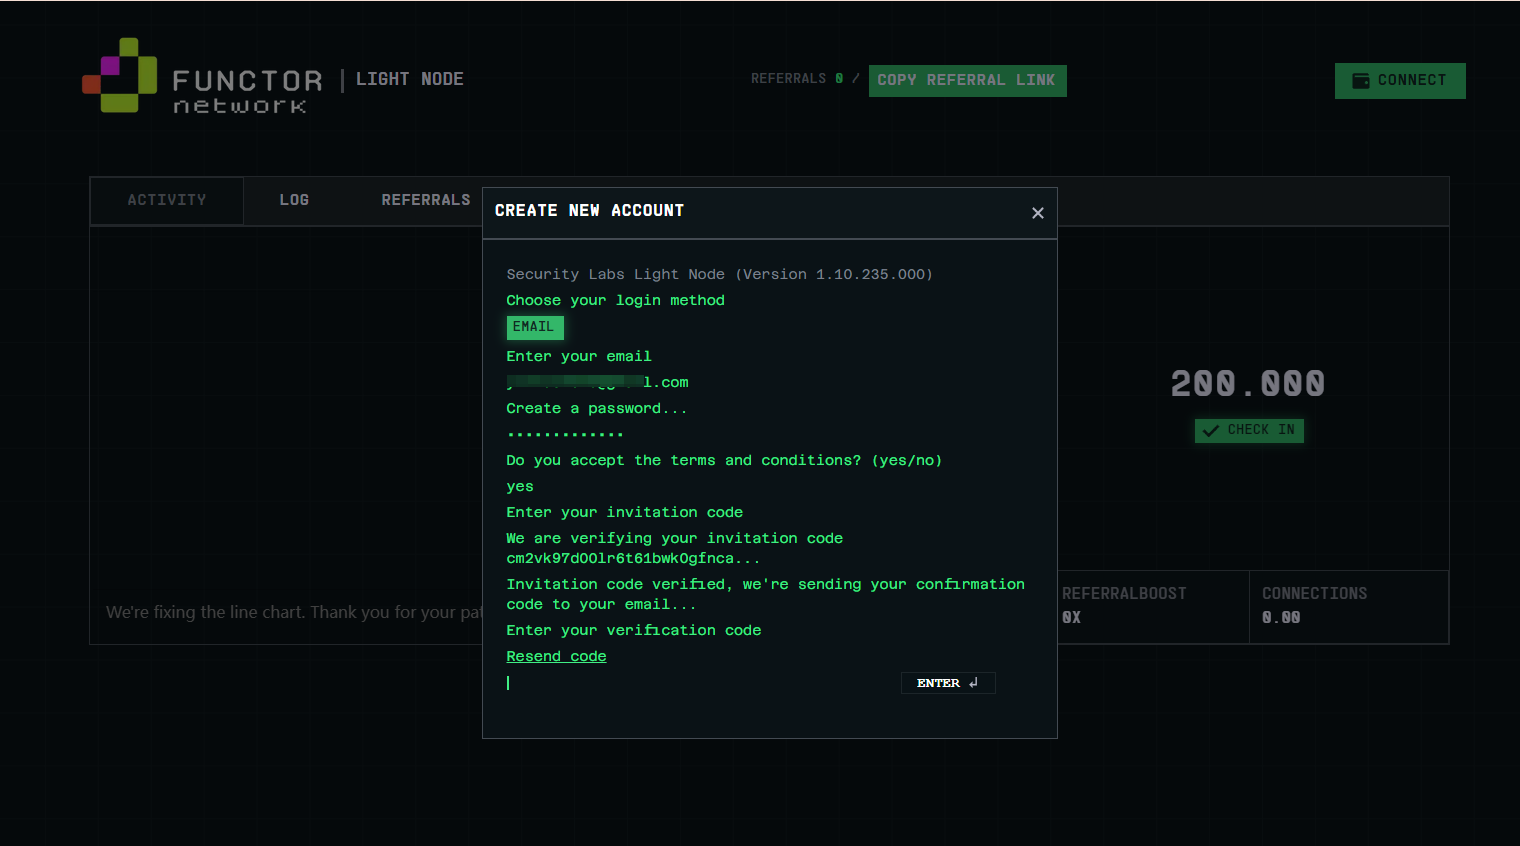 FUNCTOR
network
LIGHT NODE
REFERRALS 0 /
COPY REFERRAL LINK
CONNECT
ACTIVITY
LOG
REFERRALS
CREATE NEW ACCOUNT
Security Labs Light Node (Version 1.10.235.000)
Choose your login method
EMAIL
Enter your email
l.com
Create a password...
.............
Do you accept the terms and conditions? (yes/no)
yes
Enter your invitation code
We are verifying your invitation code
cm2vk97d00lr6t61bwk0gfnca...
Invitation code verified, we're sending your confirmation
code to your email...
Enter your verification code
Resend code
ENTER ↲
200.000
CHECK IN
We're fixing the line chart. Thank you for your
REFERRALBOOST
0X
CONNECTIONS
0.00